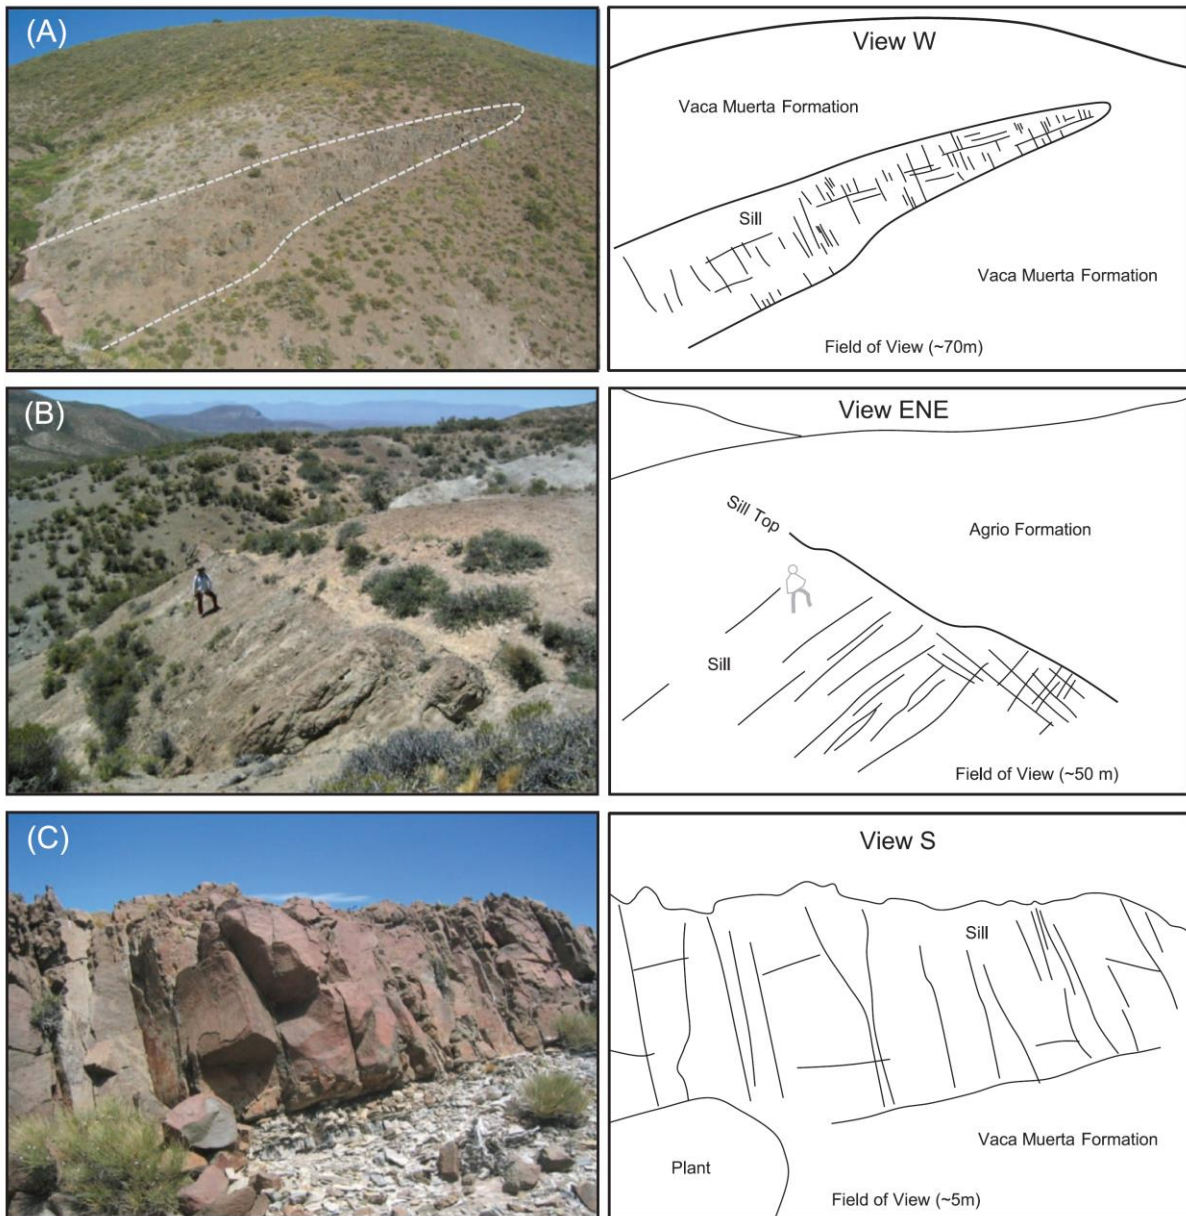 (A)
View W
Vaca Muerta Formation
Sill
Vaca Muerta Formation
Field of View (~70m)
(B)
View ENE
Sill Top
Agrio Formation
Sill
Field of View (~50 m)
(C)
View S
Sill
Vaca Muerta Formation
Plant
Field of View (~5m)